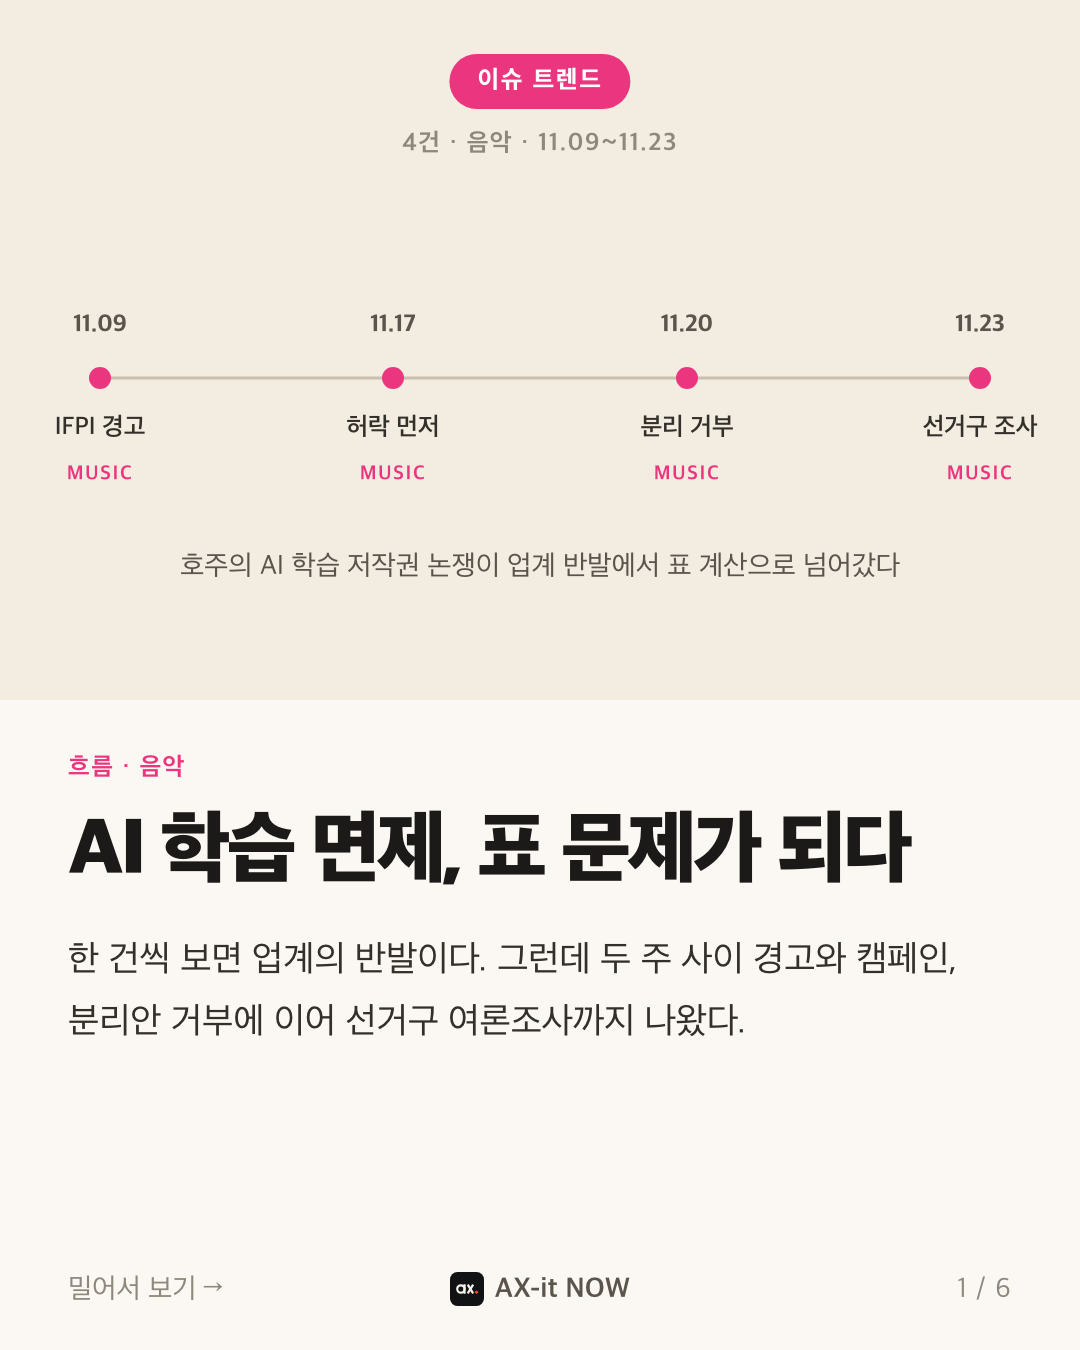 이슈 트렌드
4건 · 음악 · 11.09~11.23
11.09 11.17 11.20 11.23
IFPI 경고 허락 먼저 분리 거부 선거구 조사
MUSIC MUSIC MUSIC MUSIC
호주의 AI 학습 저작권 논쟁이 업계 반발에서 표 계산으로 넘어갔다
흐름 · 음악
AI 학습 면제, 표 문제가 되다
한 건씩 보면 업계의 반발이다. 그런데 두 주 사이 경고와 캠페인,
분리안 거부에 이어 선거구 여론조사까지 나왔다.
밀어서 보기 → ax. AX-it NOW 1 / 6